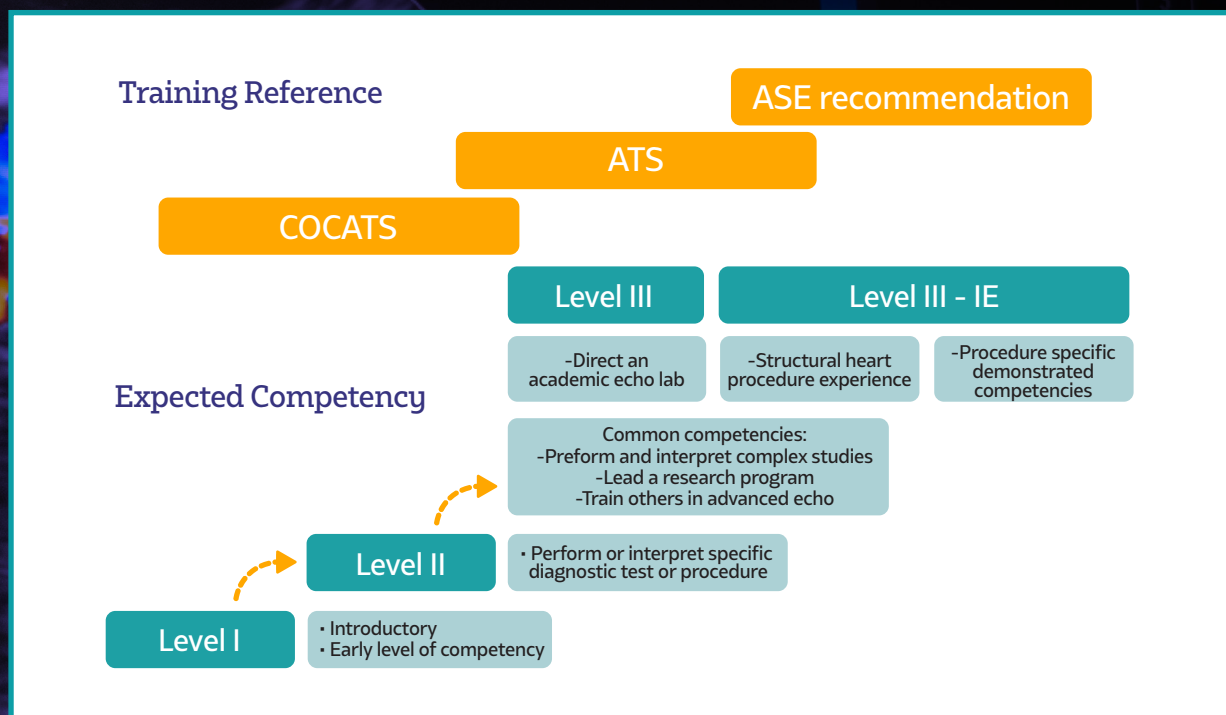 Training Reference
ASE recommendation
ATS
COCATS
Level III
Level III - IE
-Direct an
academic echo lab
-Structural heart
procedure experience
-Procedure specific
demonstrated
competencies
Expected Competency
Common competencies:
-Preform and interpret complex studies
-Lead a research program
-Train others in advanced echo
Level II
· Perform or interpret specific
diagnostic test or procedure
Level I
· Introductory
· Early level of competency